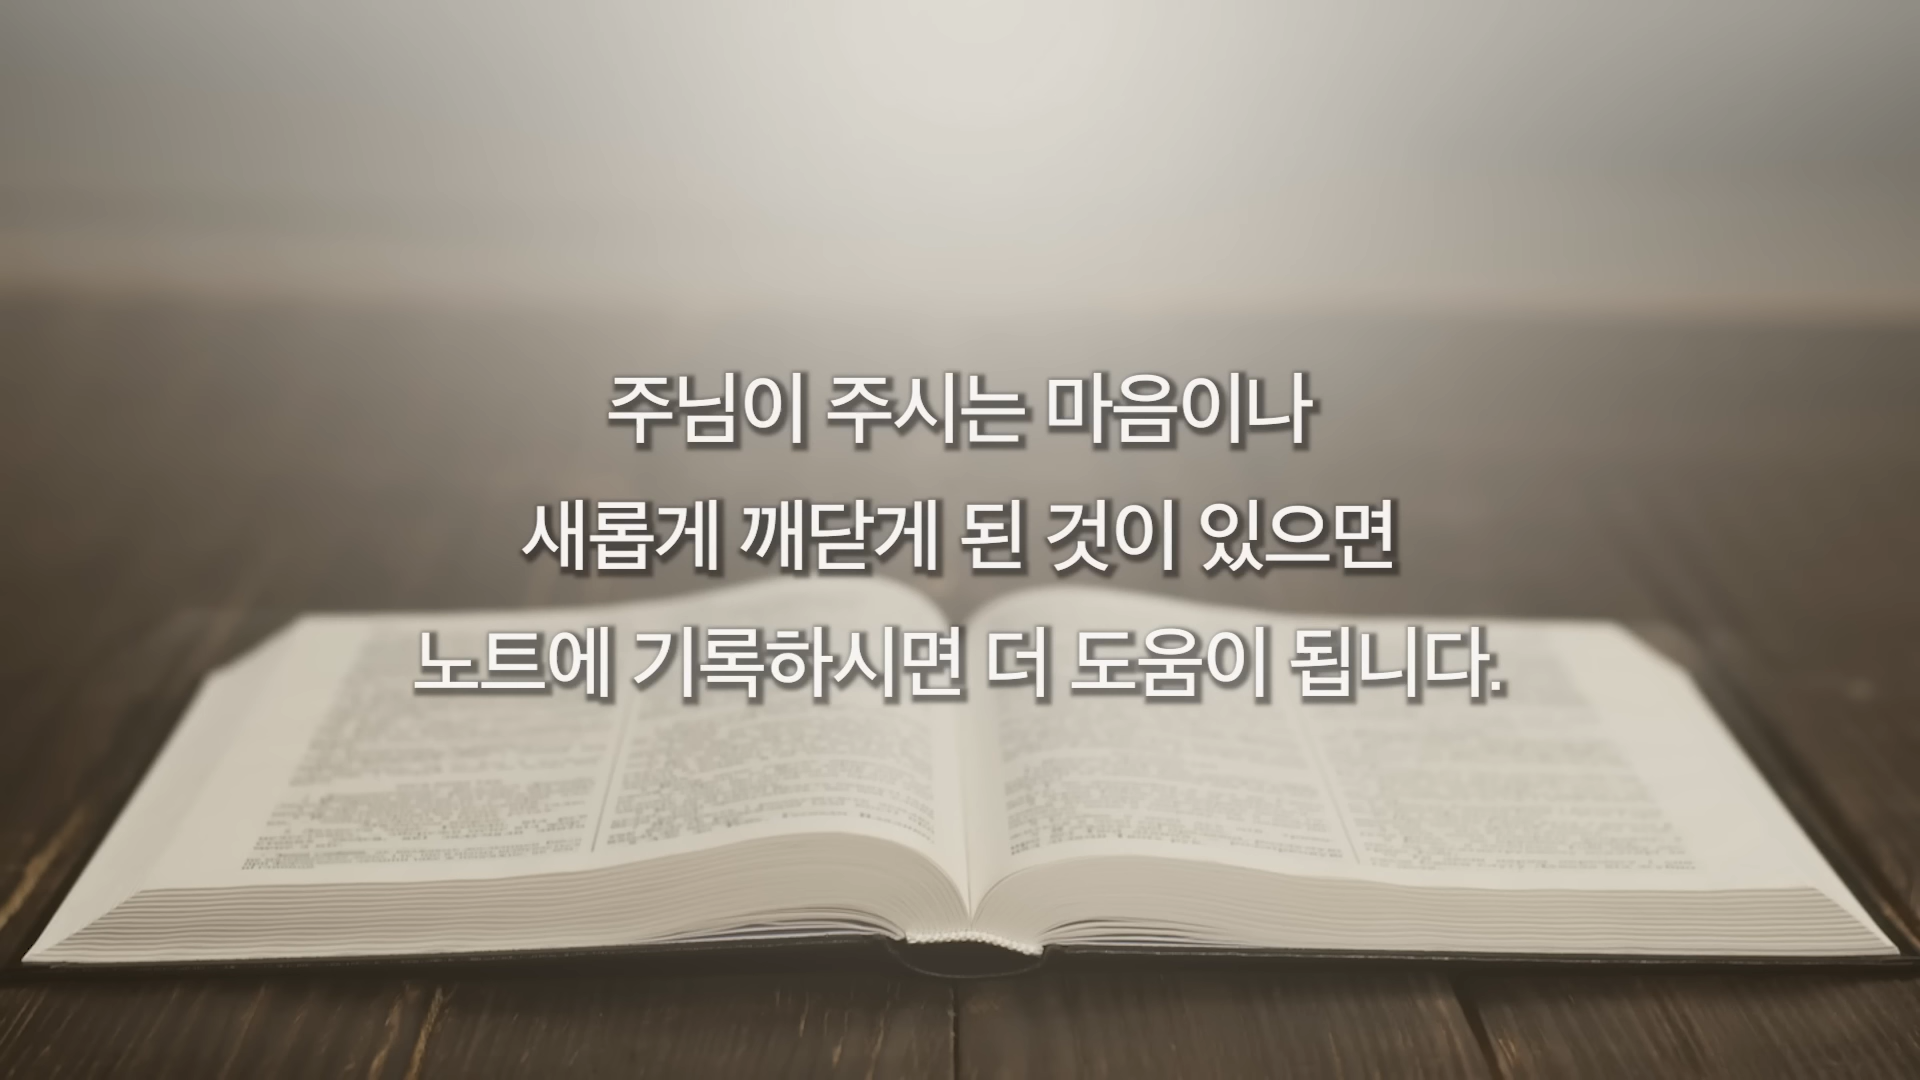 주님이 주시는 마음이나
새롭게 깨닫게 된 것이 있으면
노트에 기록하시면 더 도움이 됩니다.